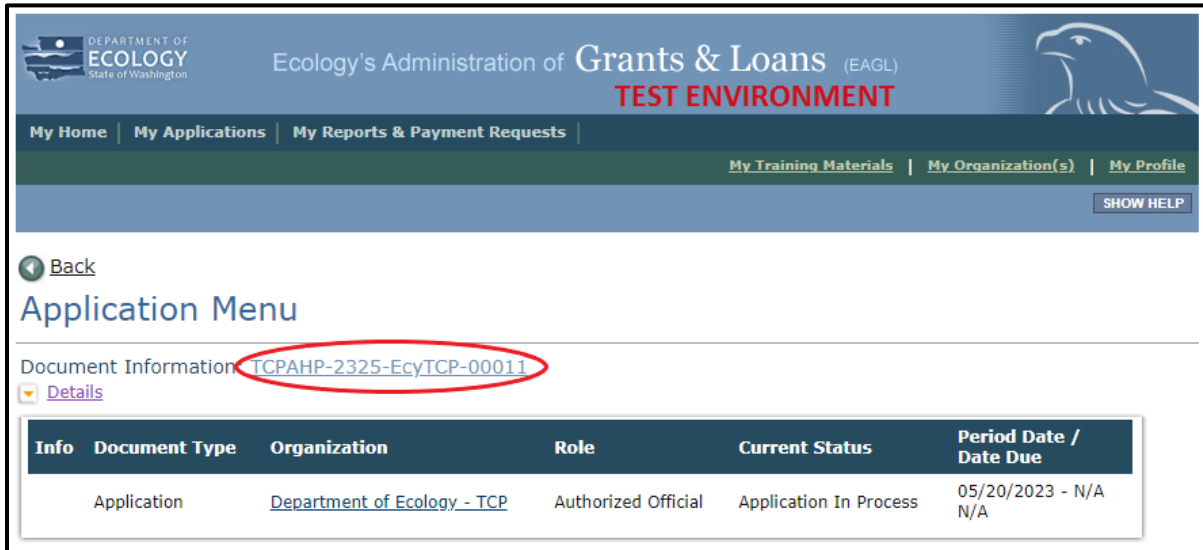 DEPARTMENT OF
ECOLOGY
State of Washington
Ecology's Administration of Grants & Loans (EAGL)
TEST ENVIRONMENT
My Home | My Applications | My Reports & Payment Requests |
My Training Materials | My Organization(s) | My Profile
SHOW HELP
Back
Application Menu
Document Information: TCPAHP-2325-EcyTCP-00011
Details
Info Document Type Organization Role Current Status Period Date / Date Due
Application Department of Ecology - TCP Authorized Official Application In Process 05/20/2023 - N/A
N/A